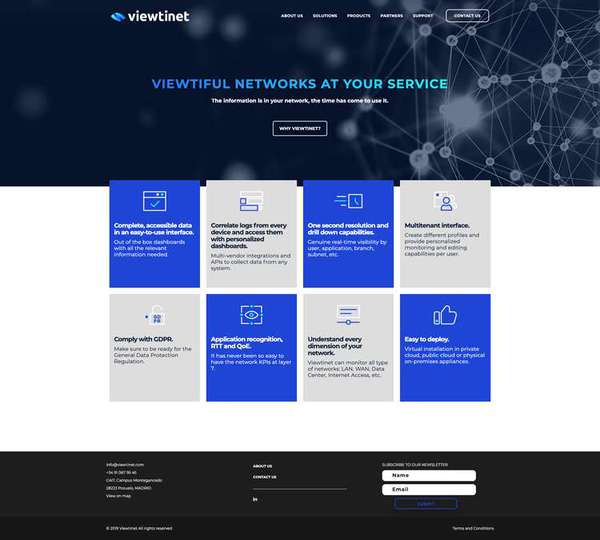 viewtinet
ABOUT US SOLUTIONS PRODUCTS PARTNERS SUPPORT CONTACT US
VIEWTIFUL NETWORKS AT YOUR SERVICE
The information is in your network, the time has come to use it.
WHY VIEWTINET?
Complete, accessible data
in an easy-to-use interface.
Out of the box dashboards
with all the relevant
information needed.
Correlate logs from every
device and access them
with personalized
dashboards.
Multi-vendor integrations and
APIs to collect data from any
system.
One second resolution and
drill down capabilities.
Genuine real-time visibility by
user, application, branch,
subnet, etc.
Multitenant interface.
Create different profiles and
provide personalized
monitoring and editing
capabilities per user.
GD
PR
Comply with GDPR.
Make sure to be ready for the
General Data Protection
Regulation.
Application recognition,
RTT and QoE.
It has never been so easy to
have the network KPIs at layer
7.
Understand every
dimension of your
network.
Viewtinet can monitor all type
of networks: LAN, WAN, Data
Center, Internet Access, etc.
Easy to deploy.
Virtual installation in private
cloud, public cloud or physical
on-premises appliances.
info@viewtinet.com
CAIT, Campus Montegancedo
28223 Pozuelo, MADRID
View on map
ABOUT US
CONTACT US
in
SUBSCRIBE TO OUR NEWSLETTER
Name
Email
SUBMIT
© 2019 Viewtinet All rights reserved
Terms and Conditions